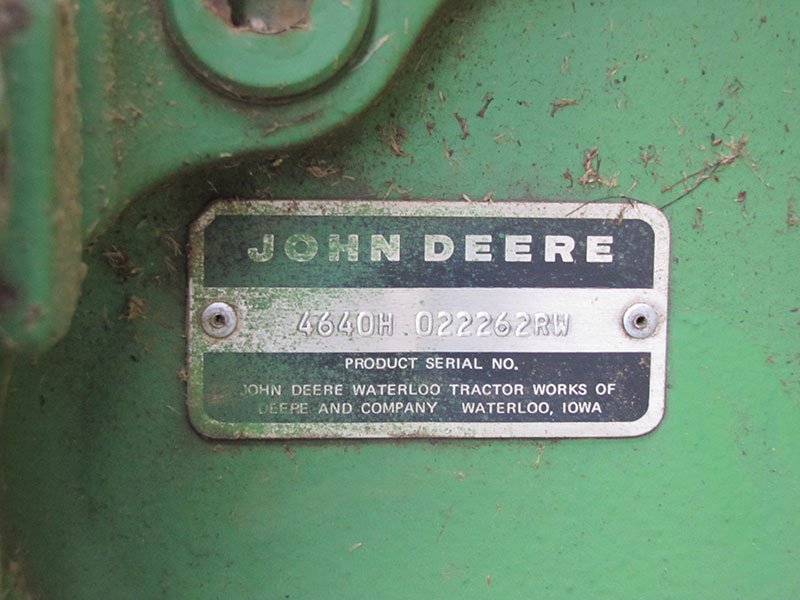 JOHN DEERE
4640H 022262RW
PRODUCT SERIAL NO.
JOHN DEERE WATERLOO TRACTOR WORKS OF
DEERE AND COMPANY WATERLOO, IOWA